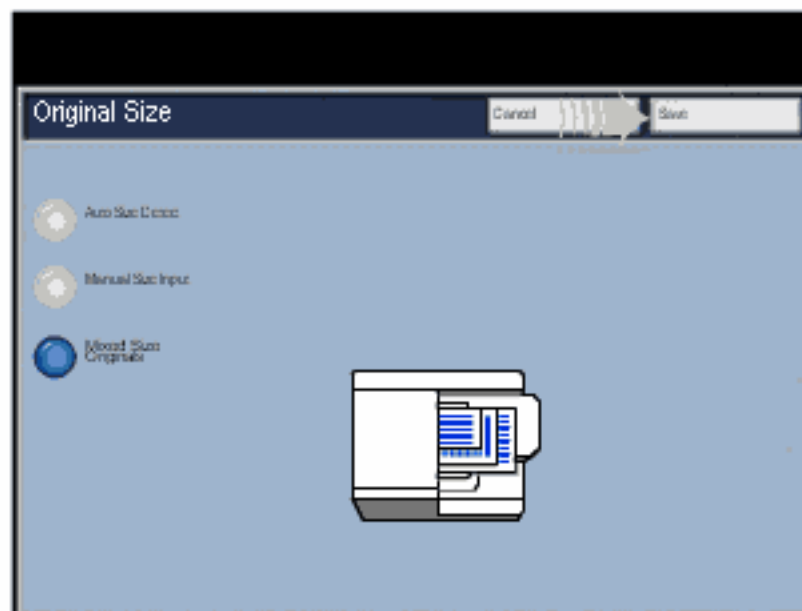 Original Size
Cancel
Save
Auto Size Detect
Manual Size Input
Mixed Size
Originals